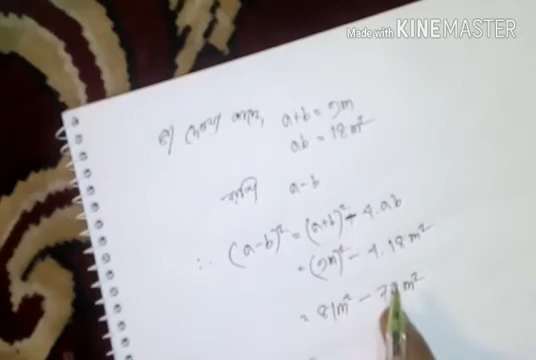 Made with KINEMASTER
দেওয়া আছে, a+b = 9m
ab = 18m²
রাশি a-b
∴ (a-b)² = (a+b)² - 4.ab
= (9m)² - 4.18m²
= 81m² - 72m²